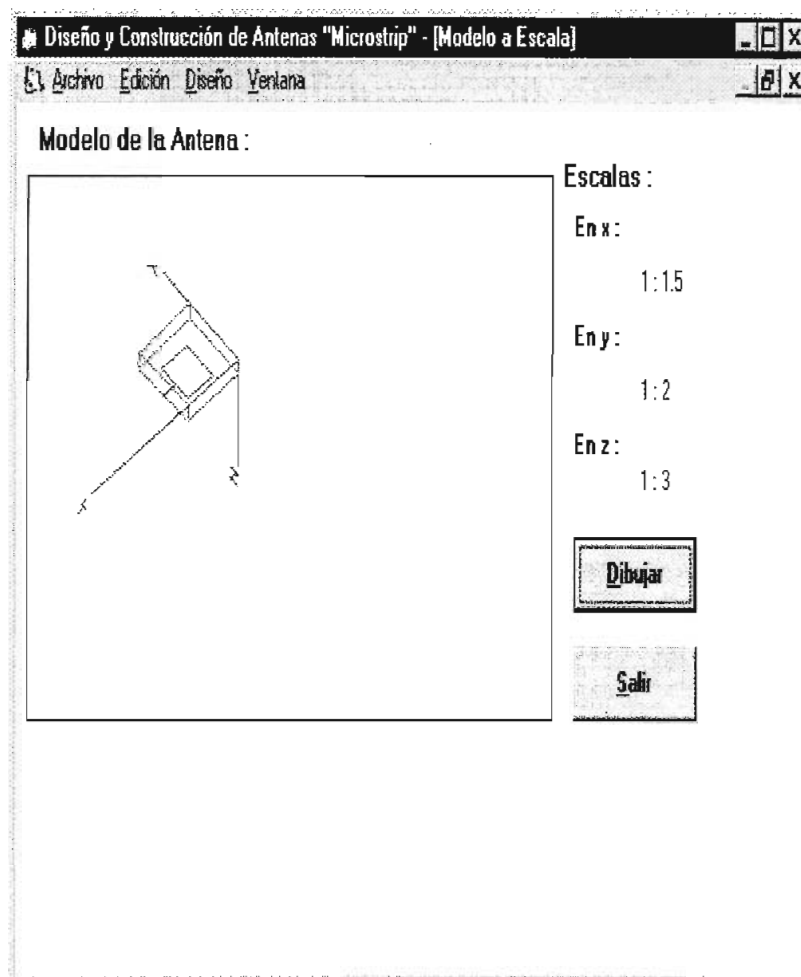 Diseño y Construcción de Antenas "Microstrip" - [Modelo a Escala]
Archivo Edición Diseño Ventana
Modelo de la Antena :
Escalas :
En x :
1 : 1.5
En y :
1 : 2
En z :
1 : 3
Dibujar
Salir